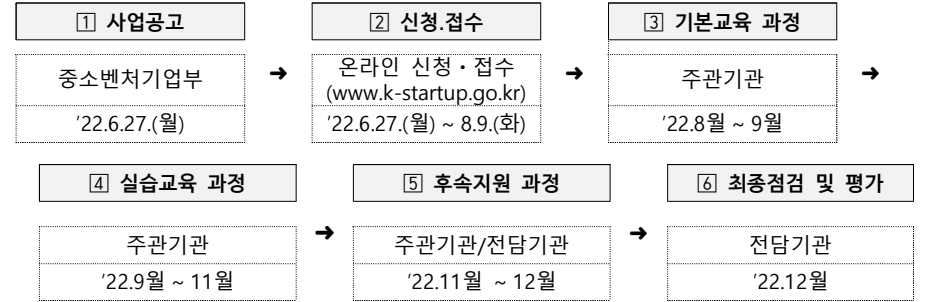 1 사업공고
➜
중소벤처기업부
'22.6.27.(월)
2 신청.접수
➜
온라인 신청・접수
(www.k-startup.go.kr)
'22.6.27.(월) ~ 8.9.(화)
3 기본교육 과정
➜
주관기관
'22.8월 ~ 9월
4 실습교육 과정
➜
주관기관
'22.9월 ~ 11월
5 후속지원 과정
➜
주관기관/전담기관
'22.11월 ~ 12월
6 최종점검 및 평가
전담기관
'22.12월